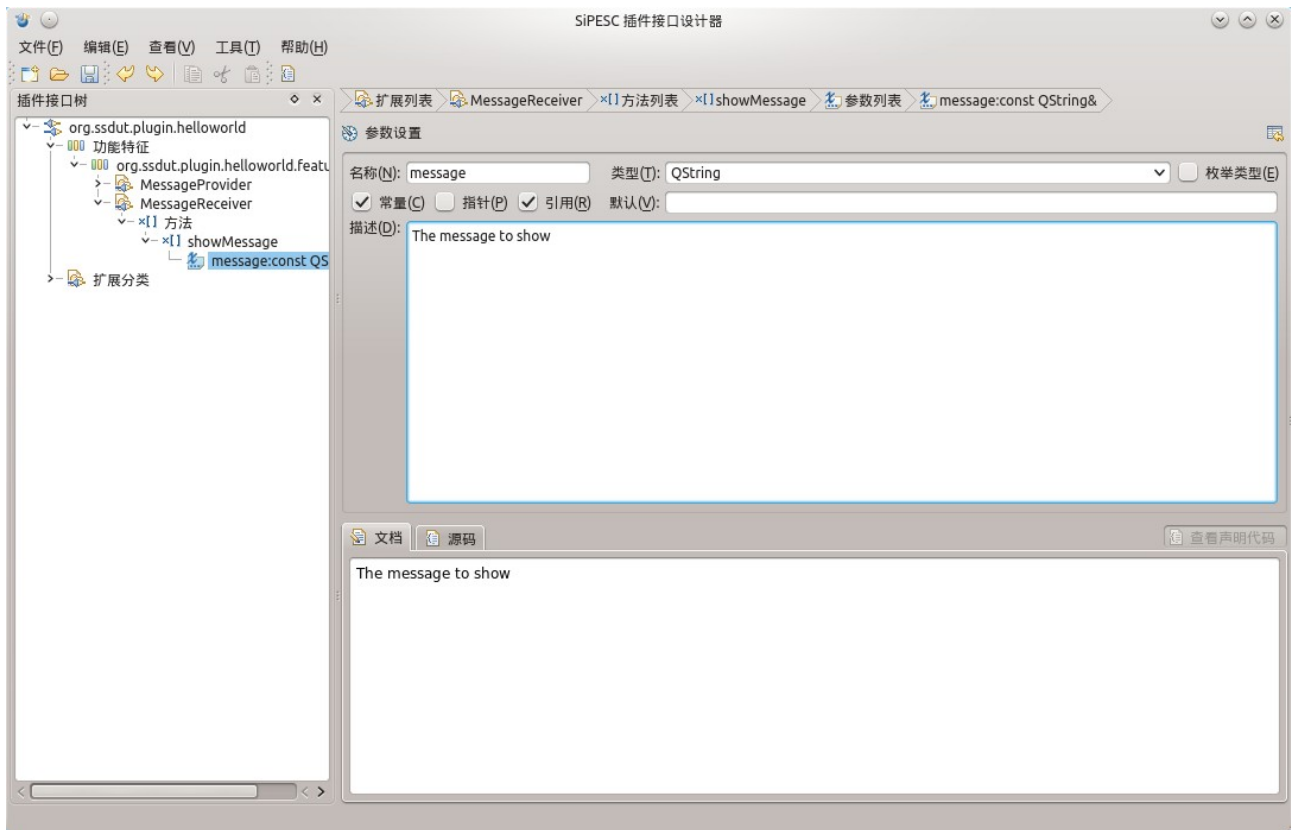 SiPESC 插件接口设计器
文件(F) 编辑(E) 查看(V) 工具(T) 帮助(H)
插件接口树
org.ssdut.plugin.helloworld
功能特征
org.ssdut.plugin.helloworld.featu
MessageProvider
MessageReceiver
×[] 方法
×[] showMessage
message:const QS
扩展分类
扩展列表 MessageReceiver ×[]方法列表 ×[]showMessage 参数列表 message:const QString&
参数设置
名称(N): message 类型(T): QString 枚举类型(E)
常量(C) 指针(P) 引用(R) 默认(V):
描述(D): The message to show
文档 源码 查看声明代码
The message to show